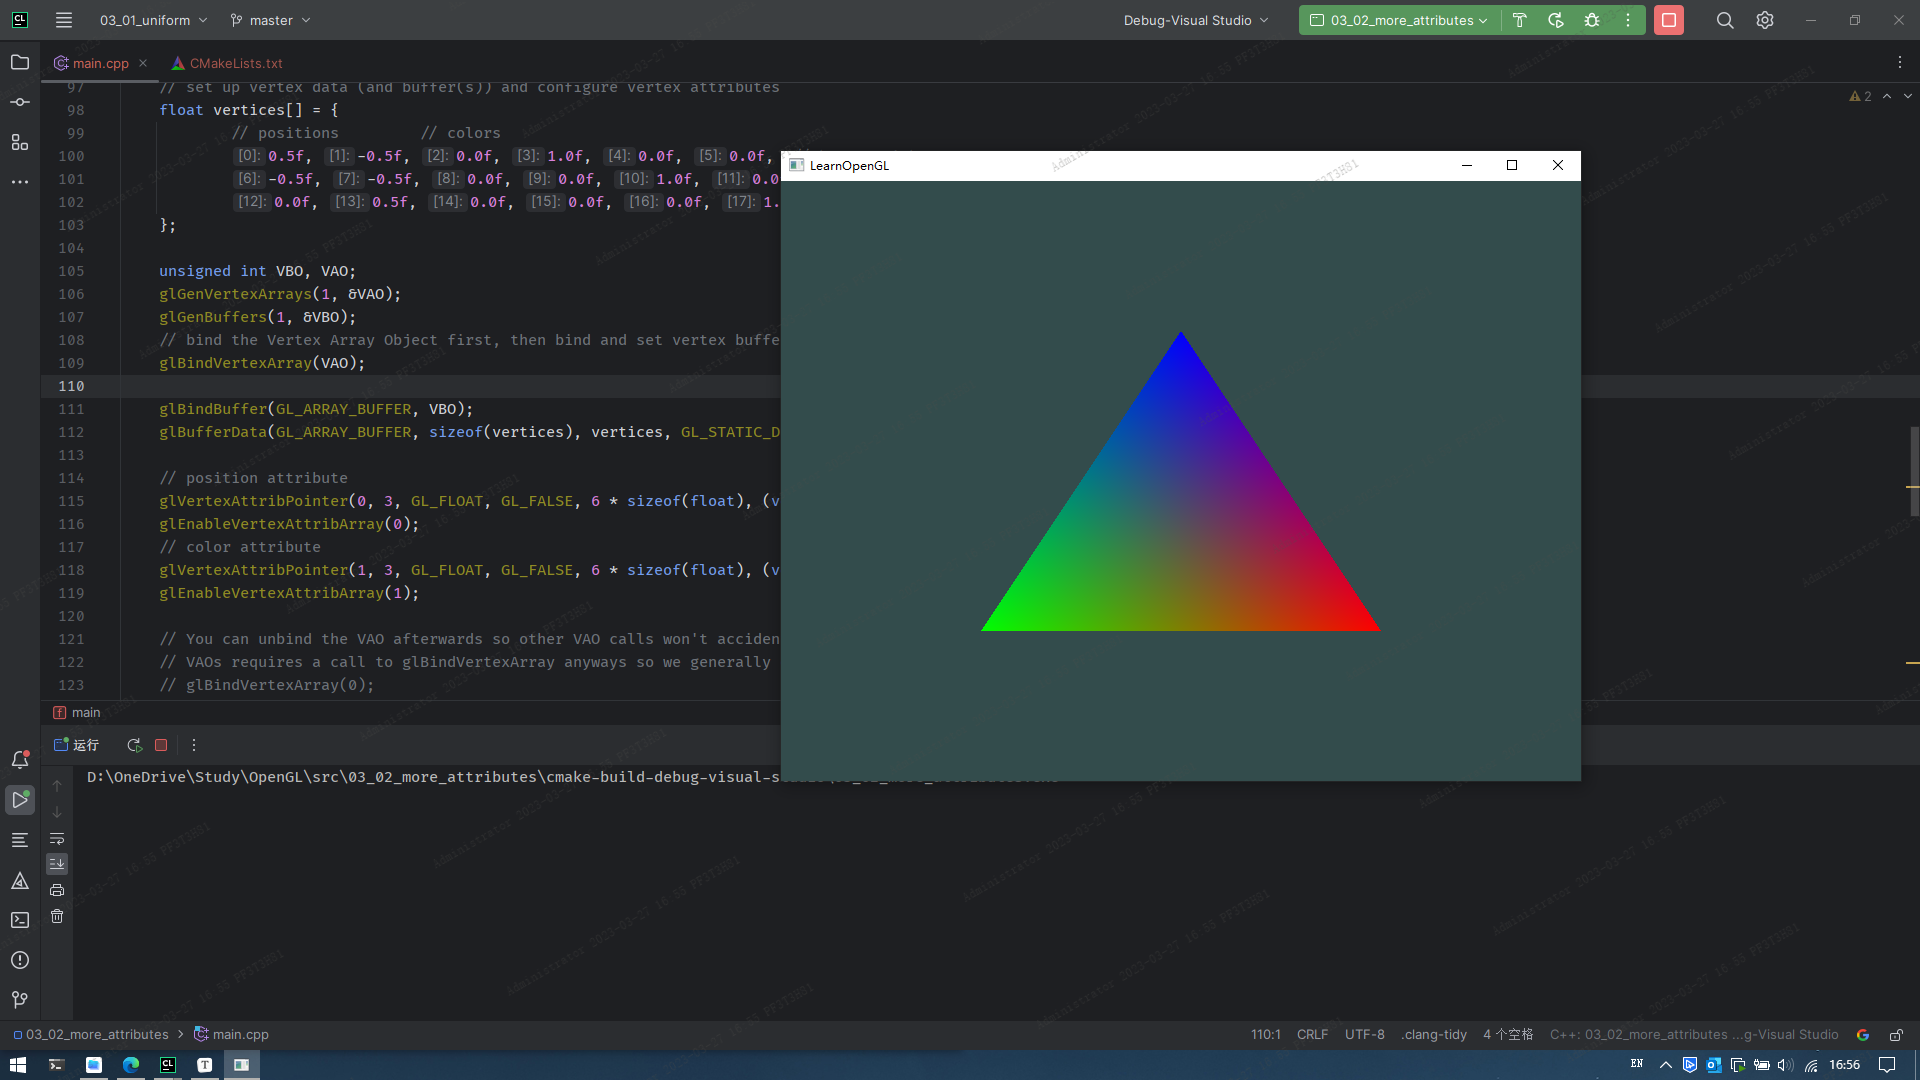 CL 03_01_uniform master Debug-Visual Studio 03_02_more_attributes
main.cpp CMakeLists.txt
97 // set up vertex data (and buffer(s)) and configure vertex attributes
2
98 float vertices[] = {
99 // positions // colors
100 [0]: 0.5f, [1]: -0.5f, [2]: 0.0f, [3]: 1.0f, [4]: 0.0f, [5]: 0.0f,
101 [6]: -0.5f, [7]: -0.5f, [8]: 0.0f, [9]: 0.0f, [10]: 1.0f, [11]: 0.0
102 [12]: 0.0f, [13]: 0.5f, [14]: 0.0f, [15]: 0.0f, [16]: 0.0f, [17]: 1.
103 };
104
105 unsigned int VBO, VAO;
106 glGenVertexArrays(1, &VAO);
107 glGenBuffers(1, &VBO);
108 // bind the Vertex Array Object first, then bind and set vertex buffe
109 glBindVertexArray(VAO);
110
111 glBindBuffer(GL_ARRAY_BUFFER, VBO);
112 glBufferData(GL_ARRAY_BUFFER, sizeof(vertices), vertices, GL_STATIC_D
113
114 // position attribute
115 glVertexAttribPointer(0, 3, GL_FLOAT, GL_FALSE, 6 * sizeof(float), (v
116 glEnableVertexAttribArray(0);
117 // color attribute
118 glVertexAttribPointer(1, 3, GL_FLOAT, GL_FALSE, 6 * sizeof(float), (v
119 glEnableVertexAttribArray(1);
120
121 // You can unbind the VAO afterwards so other VAO calls won't acciden
122 // VAOs requires a call to glBindVertexArray anyways so we generally
123 // glBindVertexArray(0);
LearnOpenGL
main
运行
D:\OneDrive\Study\OpenGL\src\03_02_more_attributes\cmake-build-debug-visual-s
03_02_more_attributes main.cpp 110:1 CRLF UTF-8 .clang-tidy 4 个空格 C++: 03_02_more_attributes ...g-Visual Studio
CL T EN 16:56
Administrator 2023-03-27 16:53 PF3T3HS1